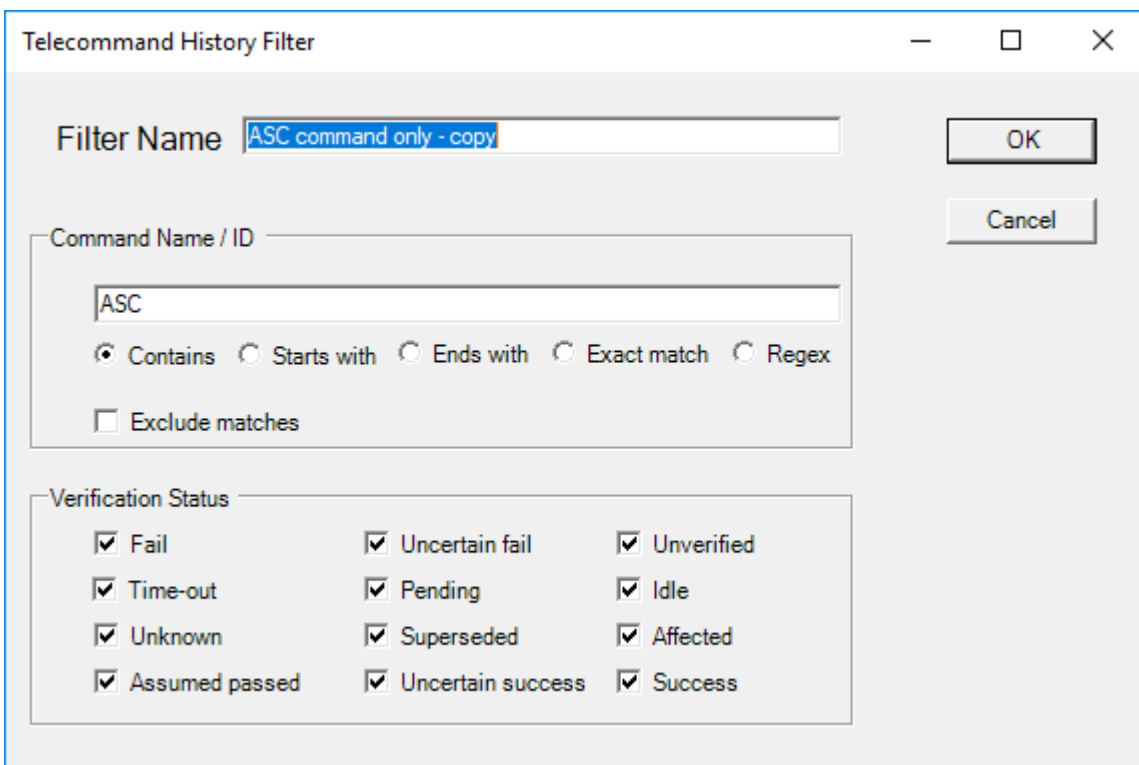 Telecommand History Filter
Filter Name ASC command only - copy
OK
Cancel
Command Name / ID
ASC
Contains Starts with Ends with Exact match Regex
Exclude matches
Verification Status
Fail Uncertain fail Unverified
Time-out Pending Idle
Unknown Superseded Affected
Assumed passed Uncertain success Success